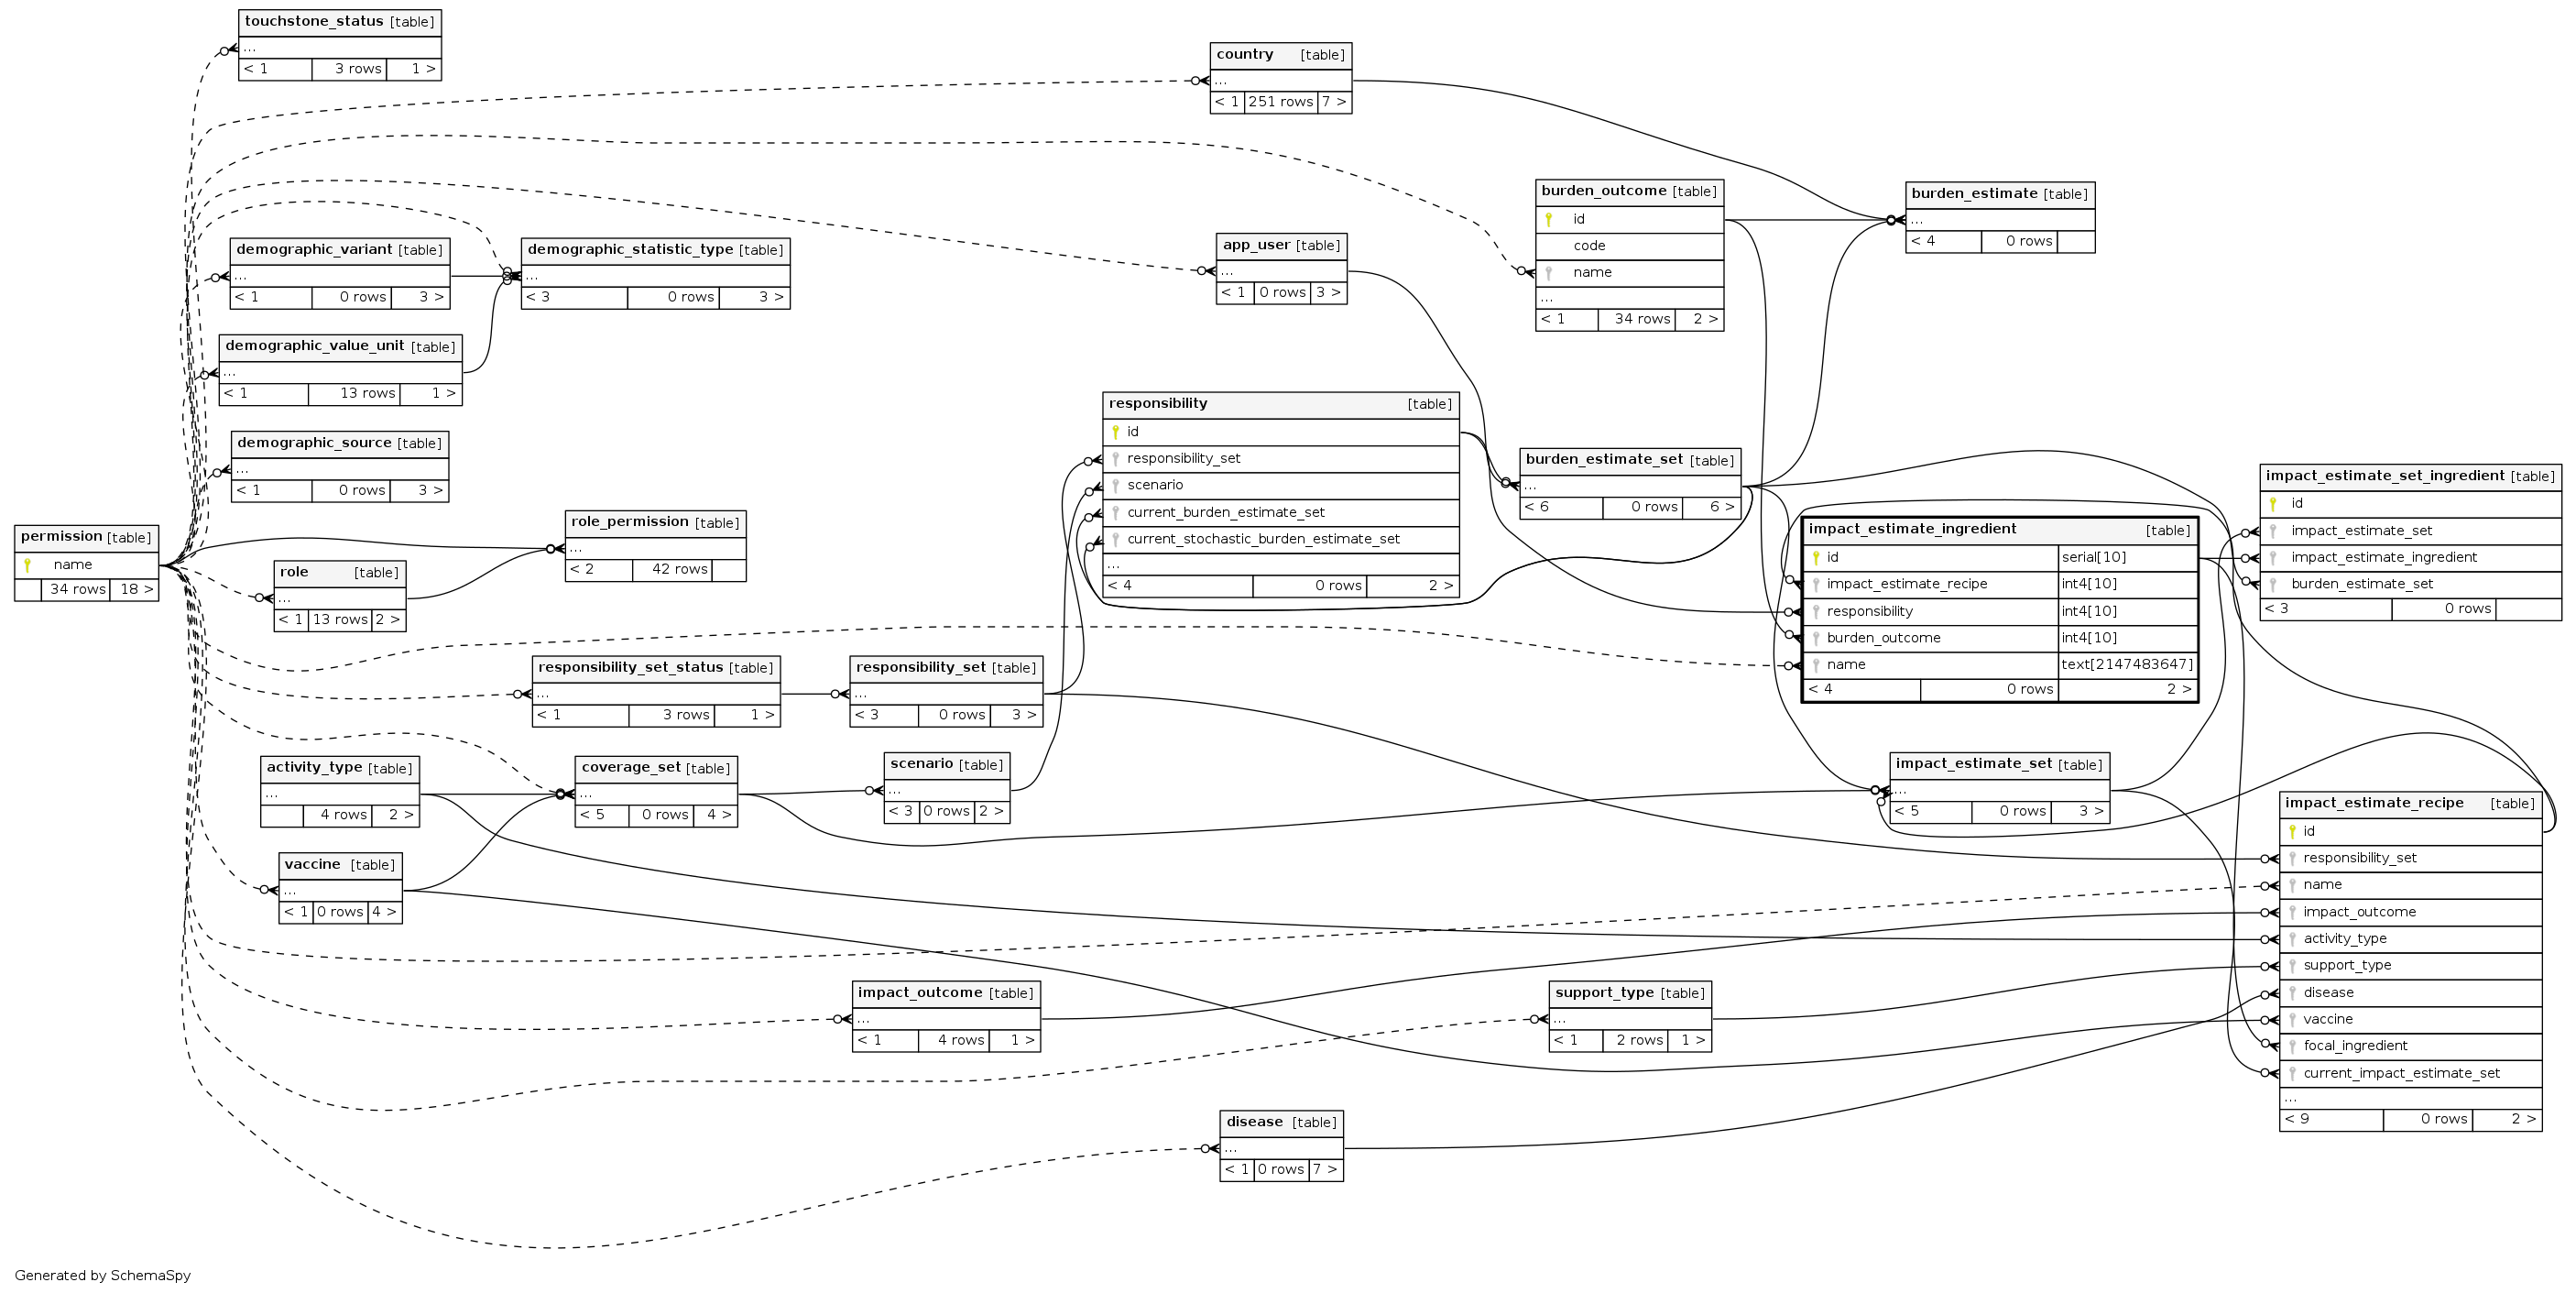 touchstone_status [table]
...
< 1 3 rows 1 >
country [table]
...
< 1 251 rows 7 >
burden_outcome [table]
id
code
name
...
< 1 34 rows 2 >
burden_estimate [table]
...
< 4 0 rows
demographic_variant [table]
...
< 1 0 rows 3 >
demographic_statistic_type [table]
...
< 3 0 rows 3 >
app_user [table]
...
< 1 0 rows 3 >
demographic_value_unit [table]
...
< 1 13 rows 1 >
responsibility [table]
id
responsibility_set
scenario
current_burden_estimate_set
current_stochastic_burden_estimate_set
...
< 4 0 rows 2 >
demographic_source [table]
...
< 1 0 rows 3 >
burden_estimate_set [table]
...
< 6 0 rows 6 >
impact_estimate_set_ingredient [table]
id
impact_estimate_set
impact_estimate_ingredient
burden_estimate_set
< 3 0 rows
permission [table]
name
34 rows 18 >
role_permission [table]
...
< 2 42 rows
impact_estimate_ingredient [table]
id serial[10]
impact_estimate_recipe int4[10]
responsibility int4[10]
burden_outcome int4[10]
name text[2147483647]
< 4 0 rows 2 >
role [table]
...
< 1 13 rows 2 >
responsibility_set_status [table]
...
< 1 3 rows 1 >
responsibility_set [table]
...
< 3 0 rows 3 >
activity_type [table]
...
4 rows 2 >
coverage_set [table]
...
< 5 0 rows 4 >
scenario [table]
...
< 3 0 rows 2 >
impact_estimate_set [table]
...
< 5 0 rows 3 >
impact_estimate_recipe [table]
id
responsibility_set
name
impact_outcome
activity_type
support_type
disease
vaccine
focal_ingredient
current_impact_estimate_set
...
< 9 0 rows 2 >
vaccine [table]
...
< 1 0 rows 4 >
impact_outcome [table]
...
< 1 4 rows 1 >
support_type [table]
...
< 1 2 rows 1 >
disease [table]
...
< 1 0 rows 7 >
Generated by SchemaSpy